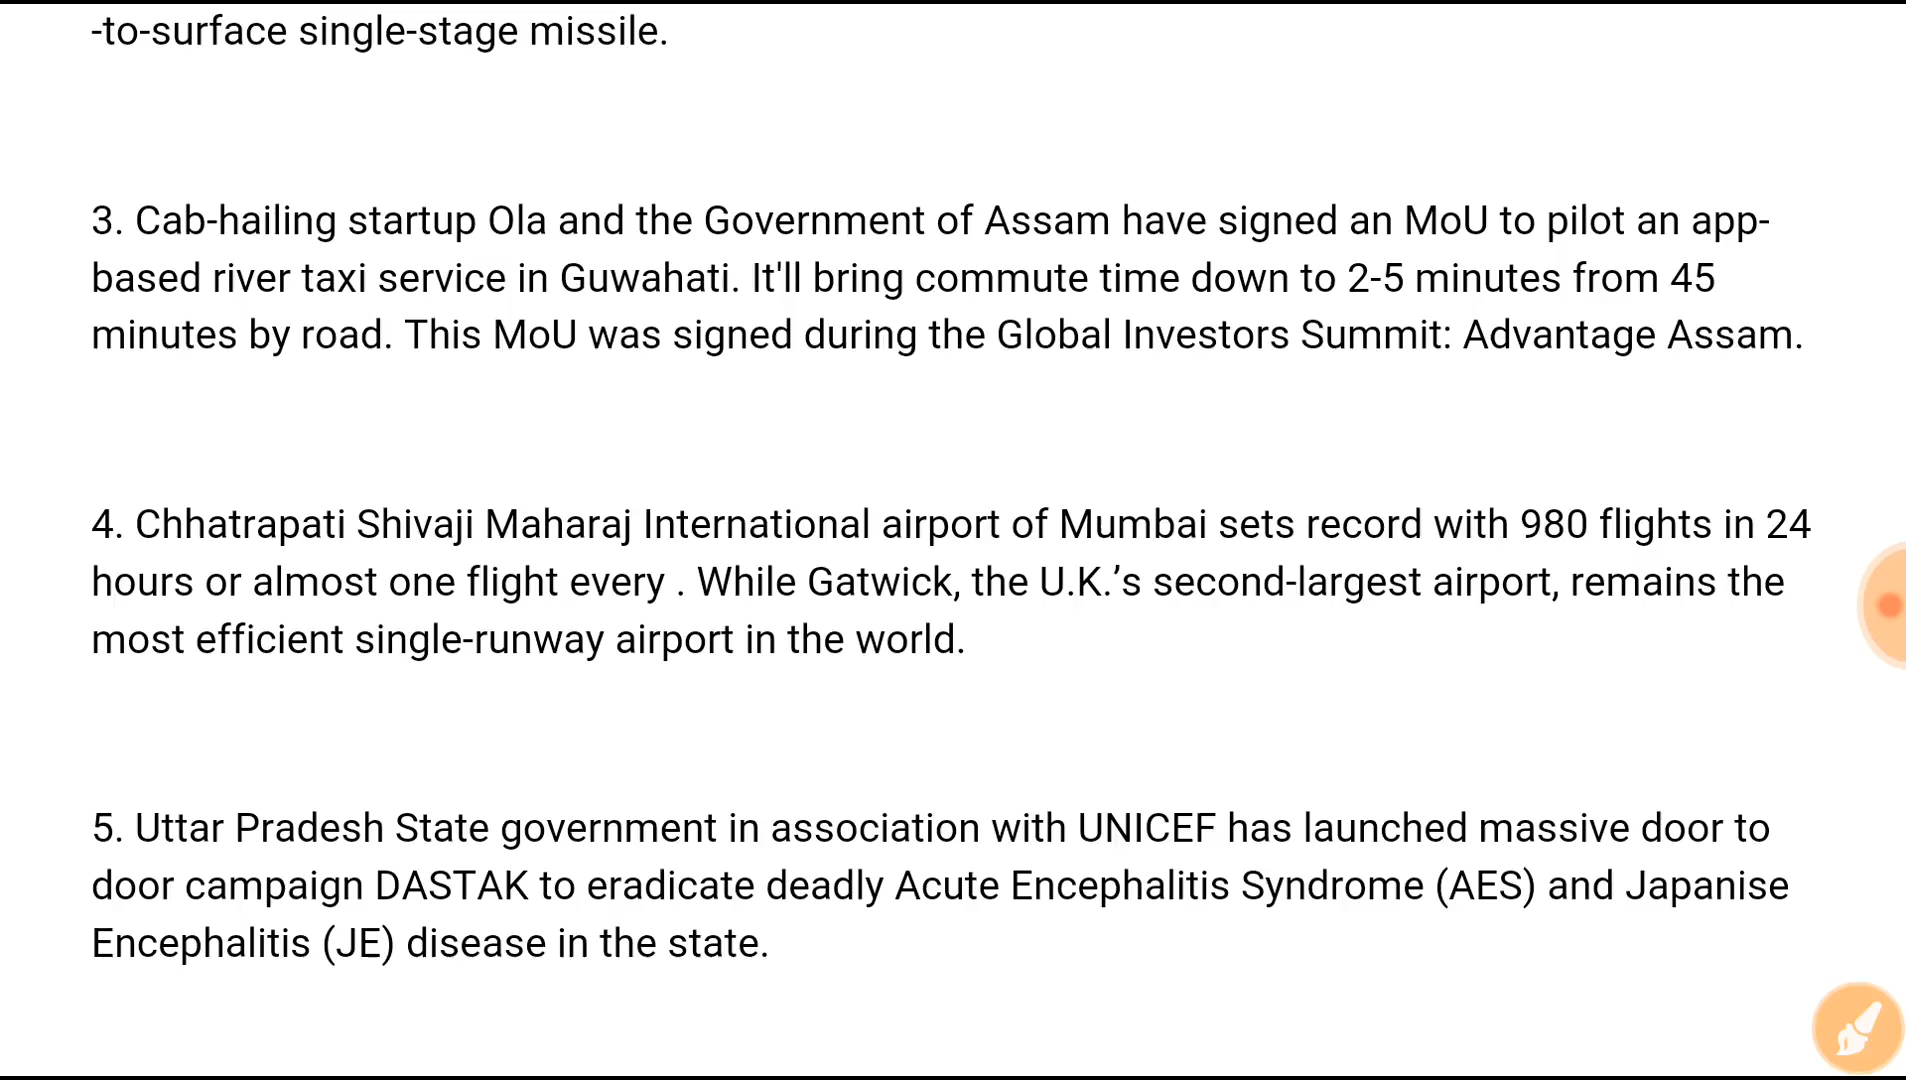 -to-surface single-stage missile.
3. Cab-hailing startup Ola and the Government of Assam have signed an MoU to pilot an app-
based river taxi service in Guwahati. It'll bring commute time down to 2-5 minutes from 45
minutes by road. This MoU was signed during the Global Investors Summit: Advantage Assam.
4. Chhatrapati Shivaji Maharaj International airport of Mumbai sets record with 980 flights in 24
hours or almost one flight every . While Gatwick, the U.K.’s second-largest airport, remains the
most efficient single-runway airport in the world.
5. Uttar Pradesh State government in association with UNICEF has launched massive door to
door campaign DASTAK to eradicate deadly Acute Encephalitis Syndrome (AES) and Japanise
Encephalitis (JE) disease in the state.